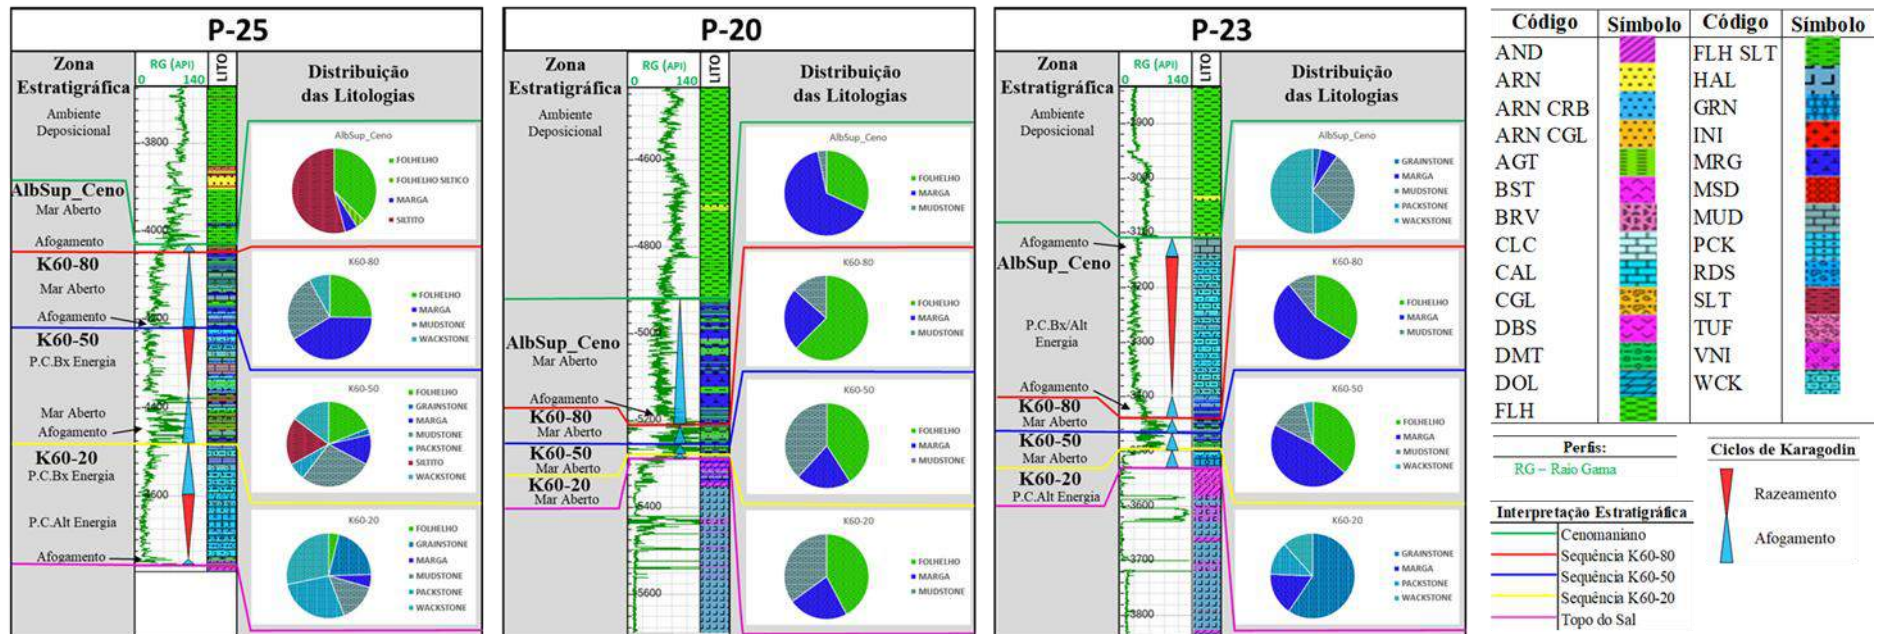 P-25
Zona
Estratigráfica
Ambiente
Deposicional
RG (API)
0 140
LITO
Distribuição
das Litologias
-3800
AlbSup_Ceno
Mar Aberto
-4000
Afogamento
K60-80
Mar Aberto
Afogamento
K60-50
P.C.Bx Energia
Mar Aberto
Afogamento
K60-20
P.C.Bx Energia
P.C.Alt Energia
Afogamento
AlbSup_Ceno
FOLHELHO
FOLHELHO SILTICO
MARGA
SILTITO
K60-80
FOLHELHO
MARGA
MUDSTONE
WACKSTONE
K60-50
FOLHELHO
GRAINSTONE
MARGA
MUDSTONE
PACKSTONE
SILTITO
WACKSTONE
K60-20
FOLHELHO
GRAINSTONE
MARGA
MUDSTONE
PACKSTONE
WACKSTONE
P-20
Zona
Estratigráfica
Ambiente
Deposicional
RG (API)
0 140
LITO
Distribuição
das Litologias
-4600
-4800
-5000
AlbSup_Ceno
Mar Aberto
Afogamento
-5200
K60-80
Mar Aberto
K60-50
Mar Aberto
K60-20
Mar Aberto
-5400
-5600
AlbSup_Ceno
FOLHELHO
MARGA
MUDSTONE
K60-80
FOLHELHO
MARGA
MUDSTONE
K60-50
FOLHELHO
MARGA
MUDSTONE
K60-20
FOLHELHO
MARGA
MUDSTONE
P-23
Zona
Estratigráfica
Ambiente
Deposicional
RG (API)
0 140
LITO
Distribuição
das Litologias
-2900
-3000
-3100
Afogamento
AlbSup_Ceno
-3200
P.C.Bx/Alt
Energia
-3300
Afogamento
-3400
K60-80
Mar Aberto
K60-50
Mar Aberto
K60-20
P.C.Alt Energia
-3600
-3700
-3800
AlbSup_Ceno
GRAINSTONE
MARGA
MUDSTONE
PACKSTONE
WACKSTONE
K60-80
FOLHELHO
MARGA
MUDSTONE
K60-50
FOLHELHO
MARGA
MUDSTONE
WACKSTONE
K60-20
GRAINSTONE
MARGA
PACKSTONE
WACKSTONE
Código Símbolo Código Símbolo
AND FLH SLT
ARN HAL
ARN CRB GRN
ARN CGL INI
AGT MRG
BST MSD
BRV MUD
CLC PCK
CAL RDS
CGL SLT
DBS TUF
DMT VNI
DOL WCK
FLH
Perfis:
RG – Raio Gama
Interpretação Estratigráfica
Cenomaniano
Sequência K60-80
Sequência K60-50
Sequência K60-20
Topo do Sal
Ciclos de Karagodin
Razeamento
Afogamento